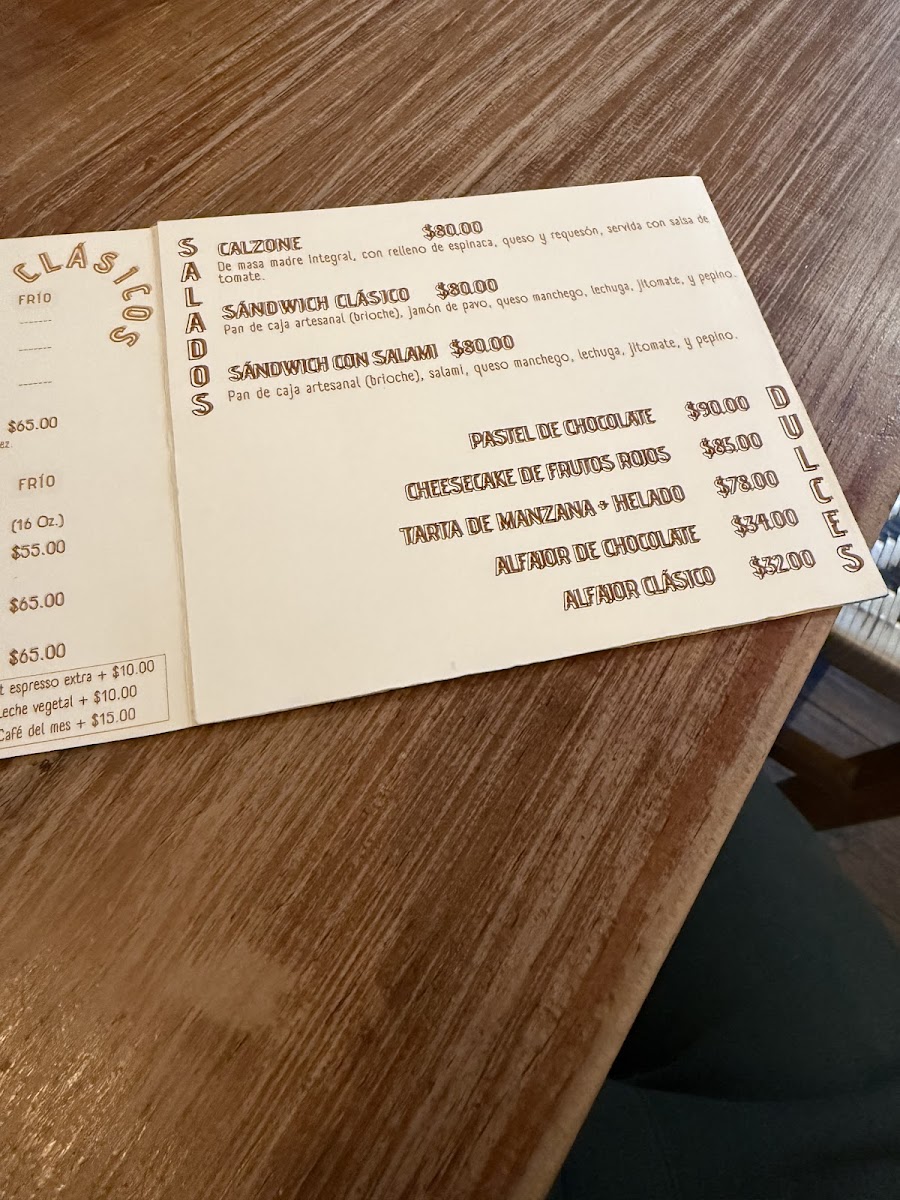 CLÁSICOS
FRÍO
-------
-------
-------
$65.00
FRÍO
(16 Oz.)
$55.00
$65.00
$65.00
espresso extra + $10.00
Leche vegetal + $10.00
Café del mes + $15.00
SALADOS
CALZONE $80.00
De masa madre integral, con relleno de espinaca, queso y requesón, servida con salsa de
tomate.
SÁNDWICH CLÁSICO $80.00
Pan de caja artesanal (brioche), jamón de pavo, queso manchego, lechuga, jitomate, y pepino.
SÁNDWICH CON SALAMI $80.00
Pan de caja artesanal (brioche), salami, queso manchego, lechuga, jitomate, y pepino.
DULCES
PASTEL DE CHOCOLATE $90.00
CHEESECAKE DE FRUTOS ROJOS $85.00
TARTA DE MANZANA + HELADO $78.00
ALFAJOR DE CHOCOLATE $34.00
ALFAJOR CLÁSICO $32.00